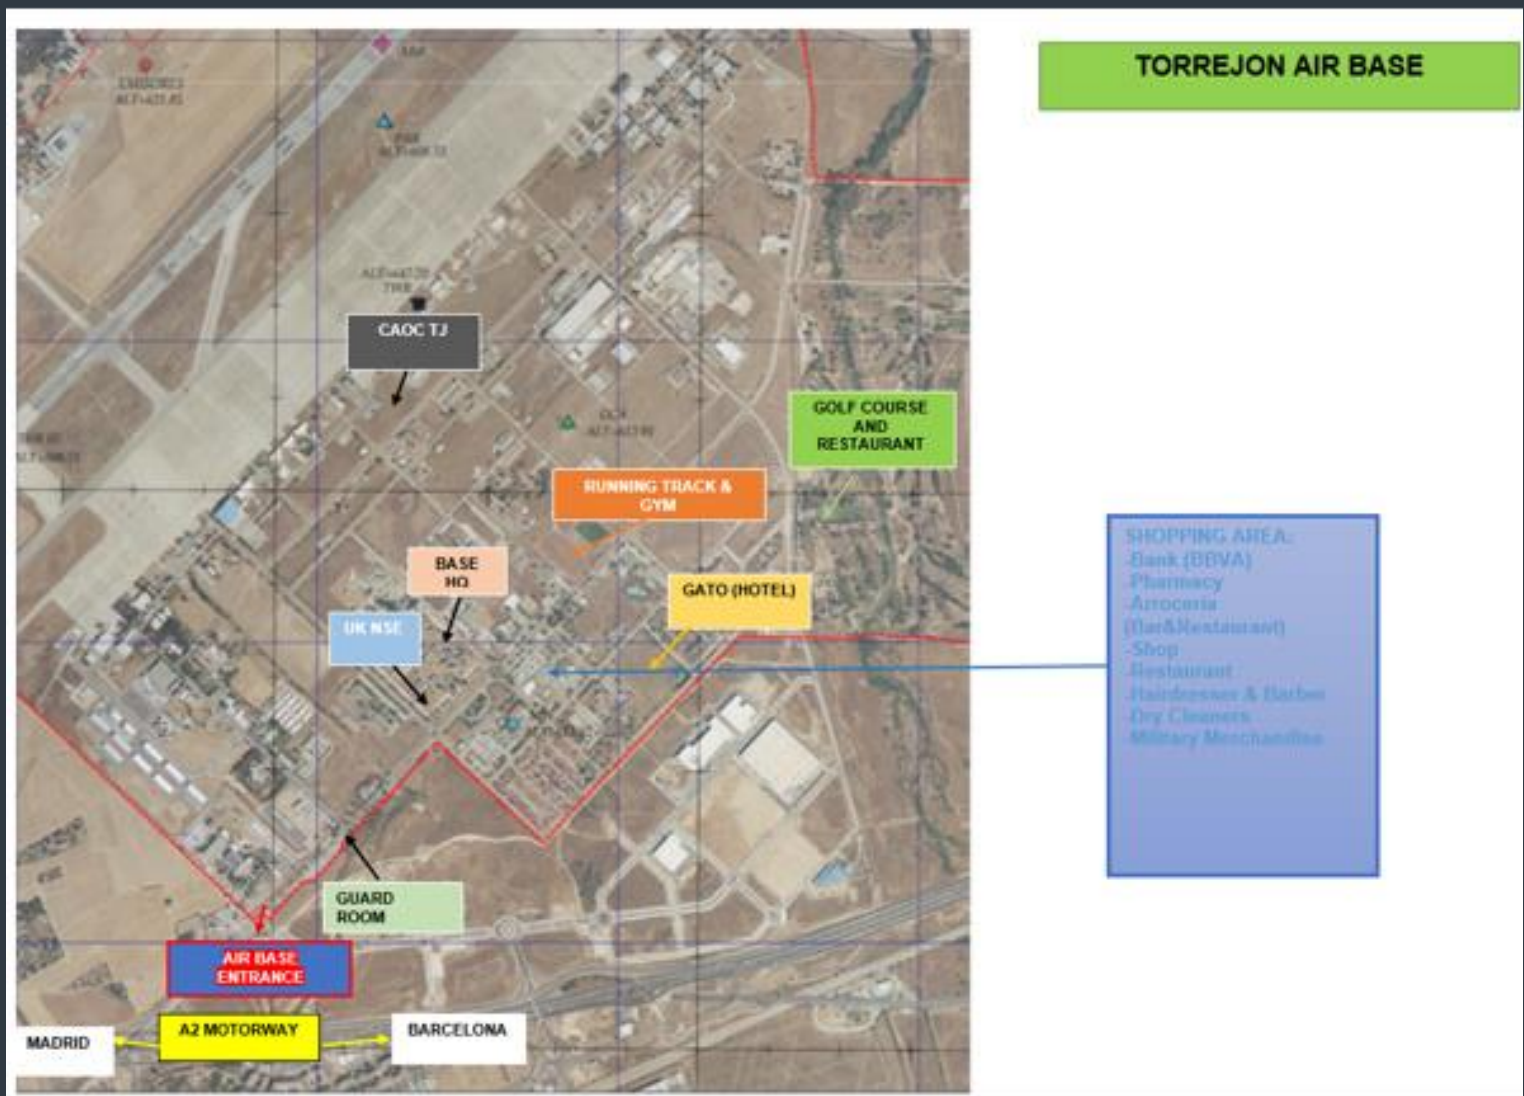 TORREJON AIR BASE
CAOC TJ
GOLF COURSE
AND
RESTAURANT
RUNNING TRACK &
GYM
BASE
HQ
GATO (HOTEL)
UK NSE
SHOPPING AREA:
-Bank (BBVA)
-Pharmacy
-Arroceria
(Bar&Restaurant)
-Shop
-Restaurant
-Hairdresser & Barber
-Dry Cleaners
-Military Merchandise
GUARD
ROOM
AIR BASE
ENTRANCE
A2 MOTORWAY
BARCELONA
MADRID